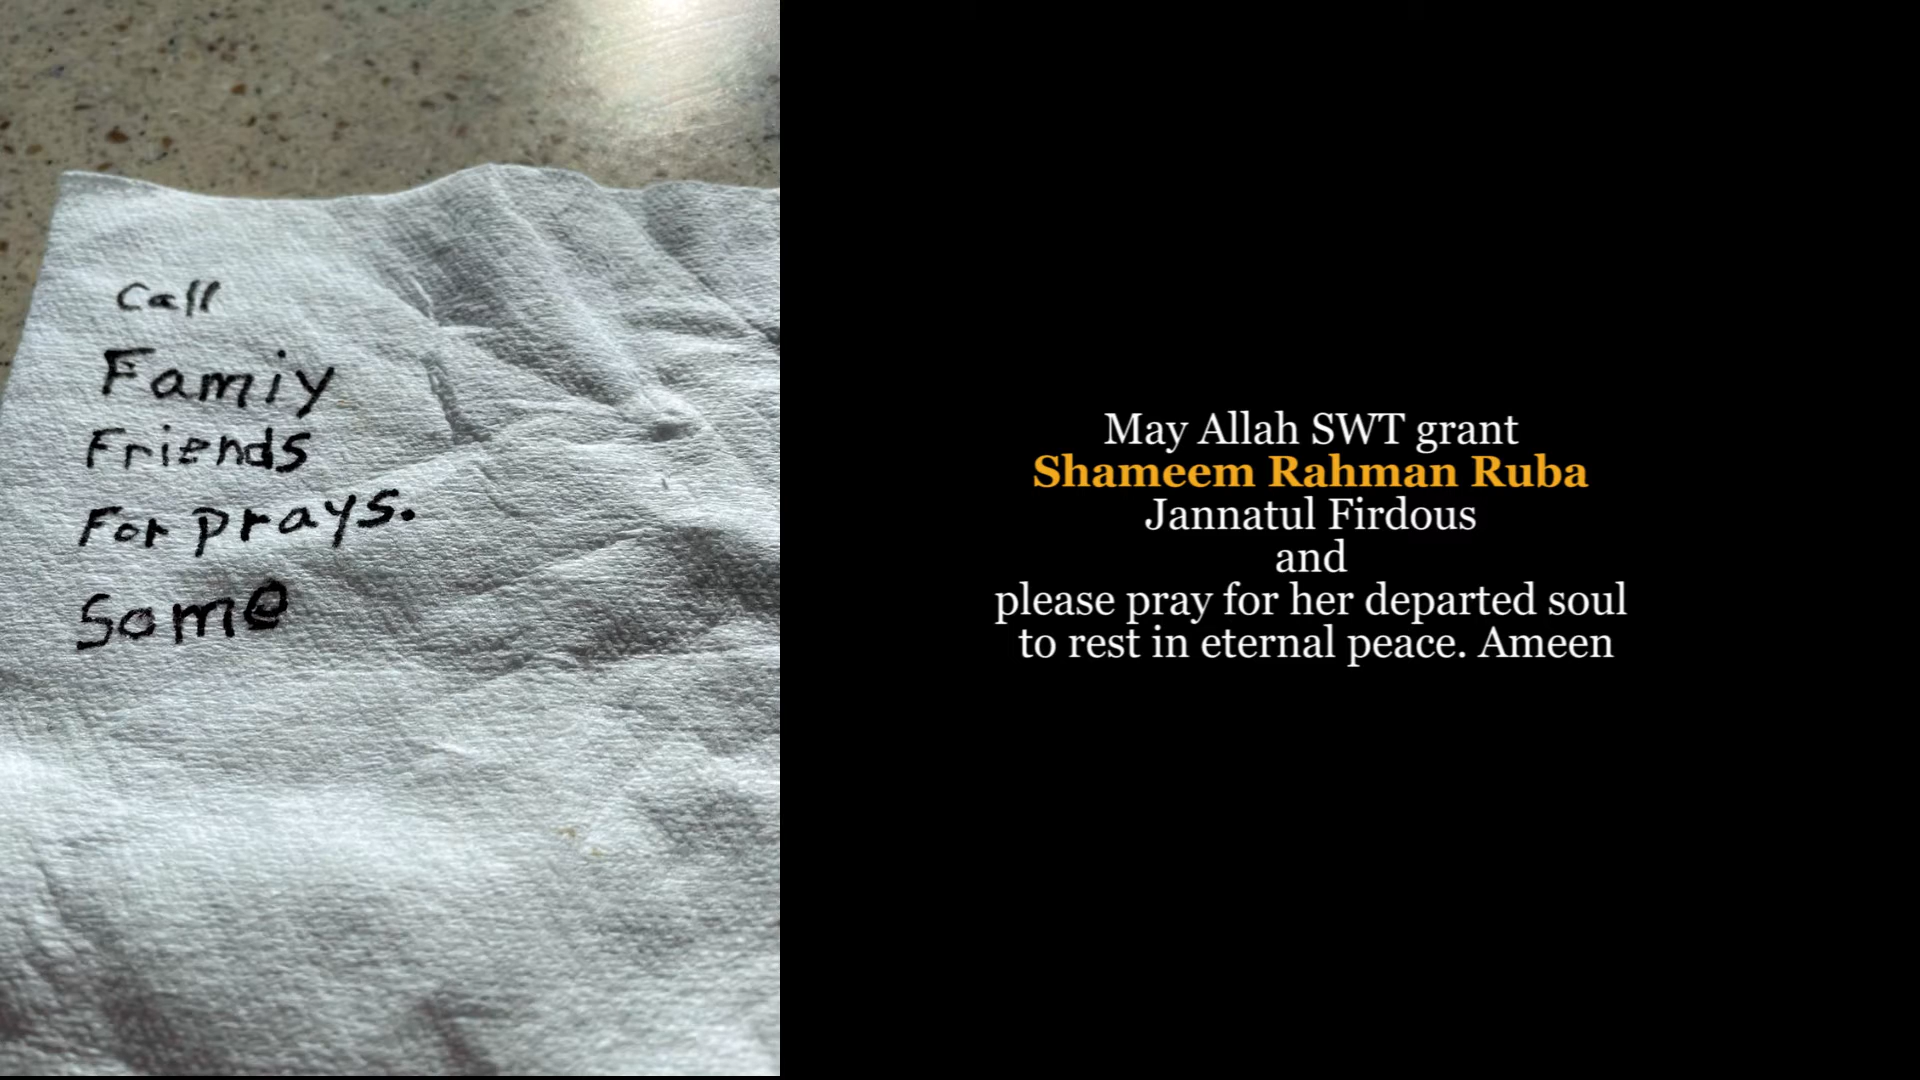 Call
Famiy
Friends
For prays.
Some
May Allah SWT grant
Shameem Rahman Ruba
Jannatul Firdous
and
please pray for her departed soul
to rest in eternal peace. Ameen